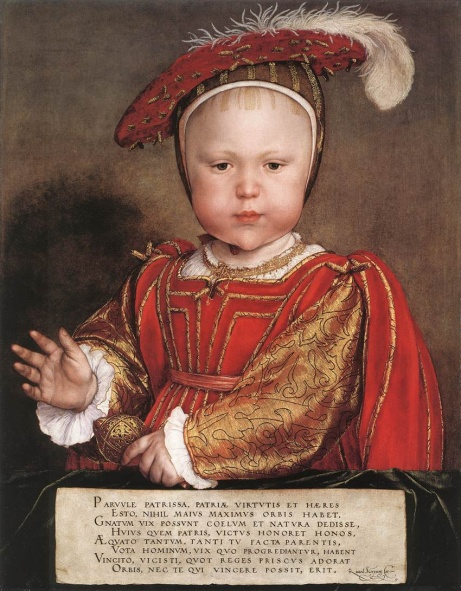 PARVVLE PATRISSA, PATRIÆ VIRTVTIS ET HÆRES
ESTO, NIHIL MAIVS MAXIMVS ORBIS HABET.
GNATVM VIX POSSVNT COELVM ET NATVRA DEDISSE,
HVIVS QVEM PATRIS, VICTVS HONORET HONOS.
ÆQVATO TANTVM, TANTI TV FACTA PARENTIS,
VOTA HOMINVM, VIX QVO PROGREDIANTVR, HABENT
VINCITO, VICISTI, QVOT REGES PRISCVS ADORAT
ORBIS, NEC TE QVI VINCERE POSSIT, ERIT.